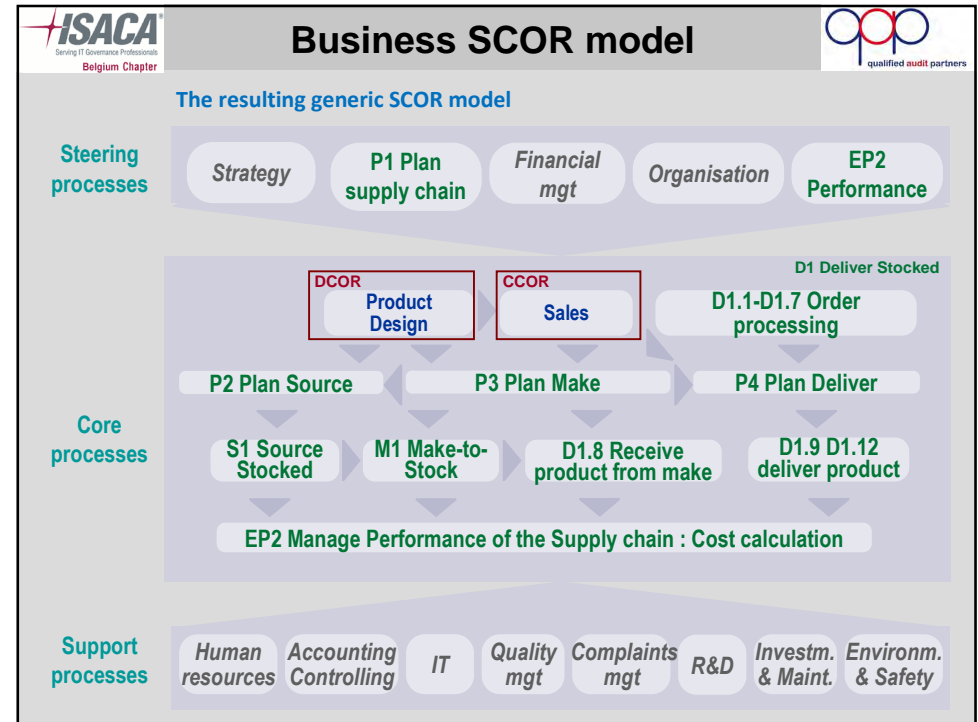 ISACA
Serving IT Governance Professionals
Belgium Chapter
Business SCOR model
qualified audit partners
The resulting generic SCOR model
Steering
processes
Strategy
P1 Plan
supply chain
Financial
mgt
Organisation
EP2
Performance
D1 Deliver Stocked
DCOR
Product
Design
CCOR
Sales
D1.1-D1.7 Order
processing
P2 Plan Source
P3 Plan Make
P4 Plan Deliver
Core
processes
S1 Source
Stocked
M1 Make-to-
Stock
D1.8 Receive
product from make
D1.9 D1.12
deliver product
EP2 Manage Performance of the Supply chain : Cost calculation
Support
processes
Human
resources
Accounting
Controlling
IT
Quality
mgt
Complaints
mgt
R&D
Investm.
& Maint.
Environm.
& Safety